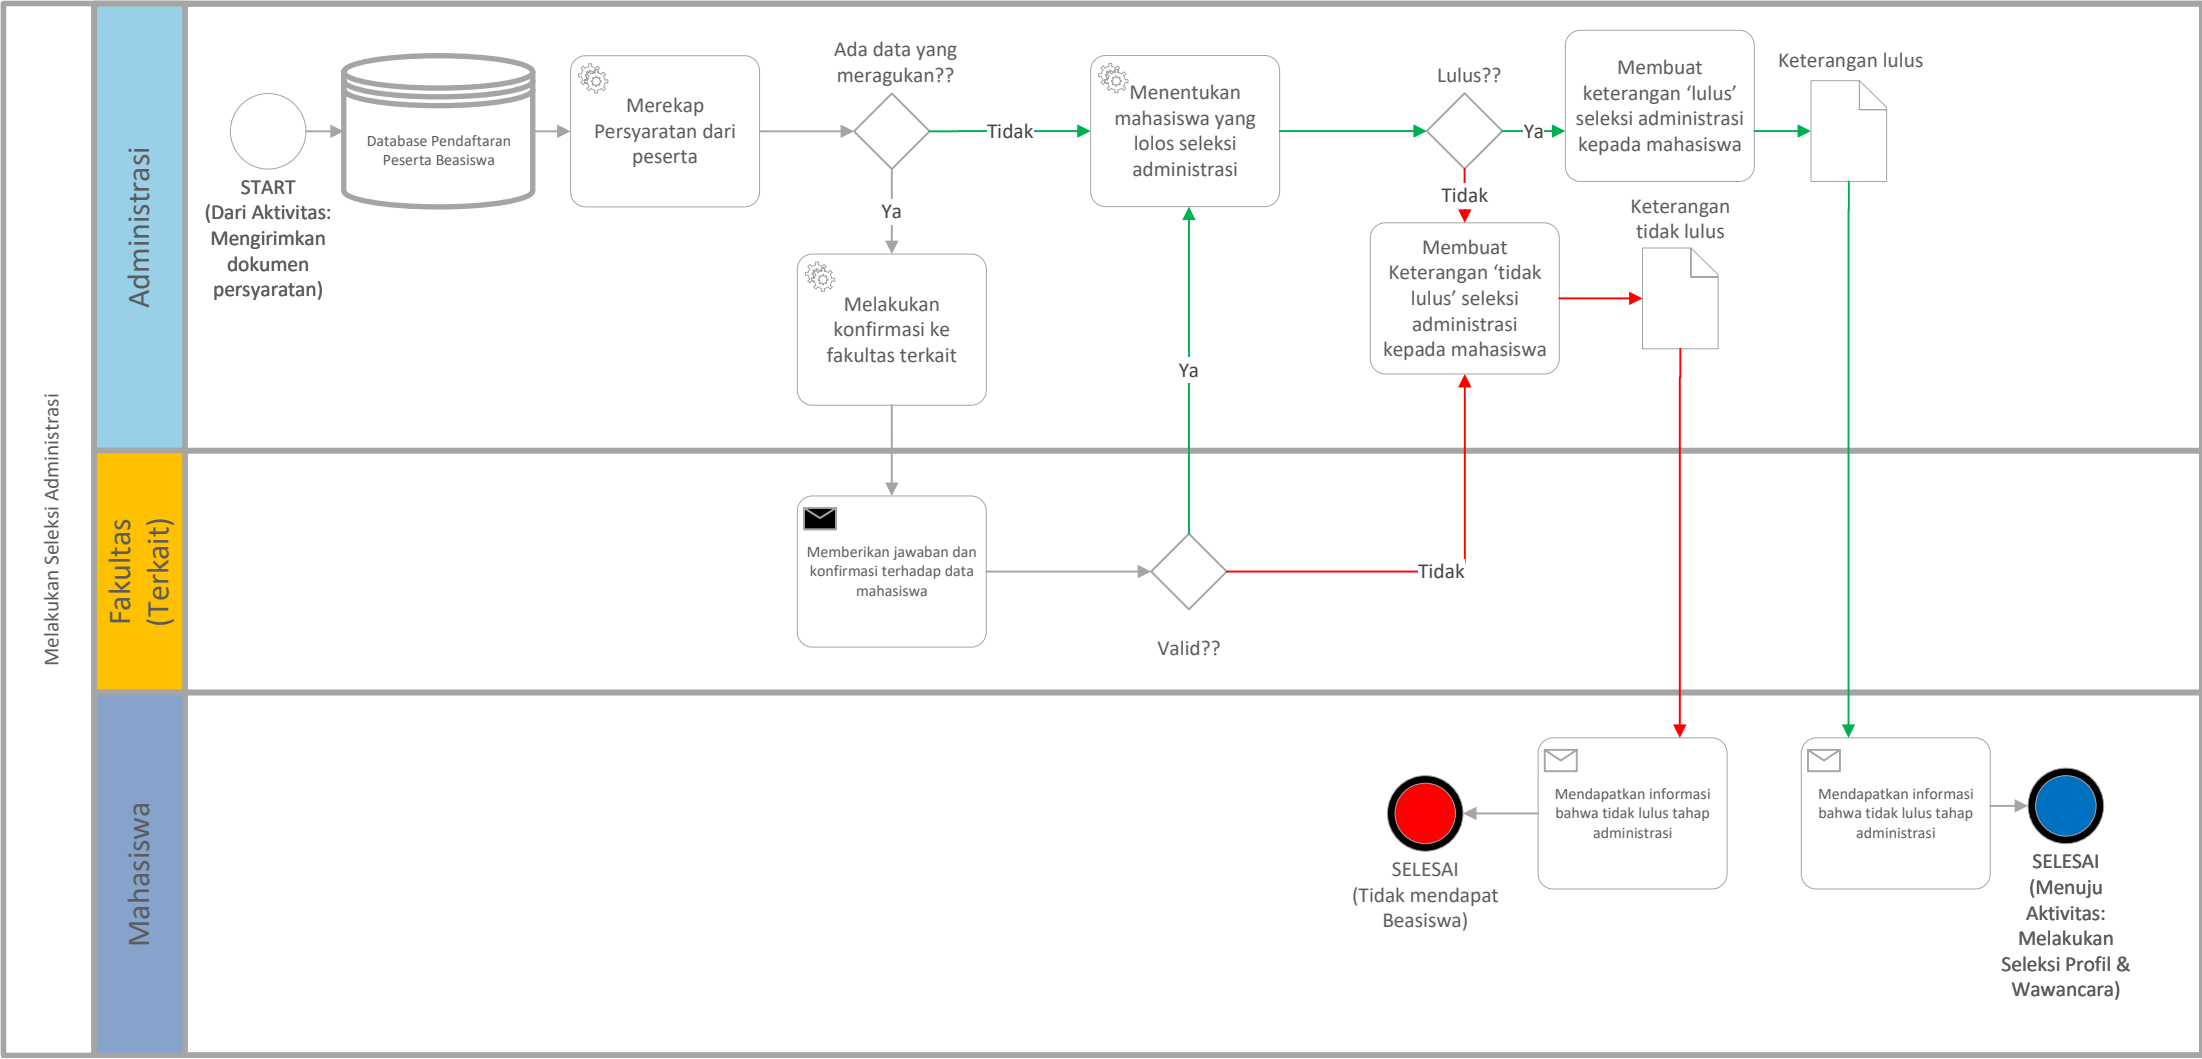 Melakukan Seleksi Administrasi
Administrasi
START
(Dari Aktivitas:
Mengirimkan
dokumen
persyaratan)
Database Pendaftaran
Peserta Beasiswa
Merekap
Persyaratan dari
peserta
Ada data yang
meragukan??
Tidak
Ya
Melakukan
konfirmasi ke
fakultas terkait
Menentukan
mahasiswa yang
lolos seleksi
administrasi
Lulus??
Ya
Tidak
Membuat
keterangan ‘lulus’
seleksi administrasi
kepada mahasiswa
Keterangan lulus
Membuat
Keterangan ‘tidak
lulus’ seleksi
administrasi
kepada mahasiswa
Keterangan
tidak lulus
Fakultas
(Terkait)
Memberikan jawaban dan
konfirmasi terhadap data
mahasiswa
Valid??
Ya
Tidak
Mahasiswa
SELESAI
(Tidak mendapat
Beasiswa)
Mendapatkan informasi
bahwa tidak lulus tahap
administrasi
Mendapatkan informasi
bahwa tidak lulus tahap
administrasi
SELESAI
(Menuju
Aktivitas:
Melakukan
Seleksi Profil &
Wawancara)